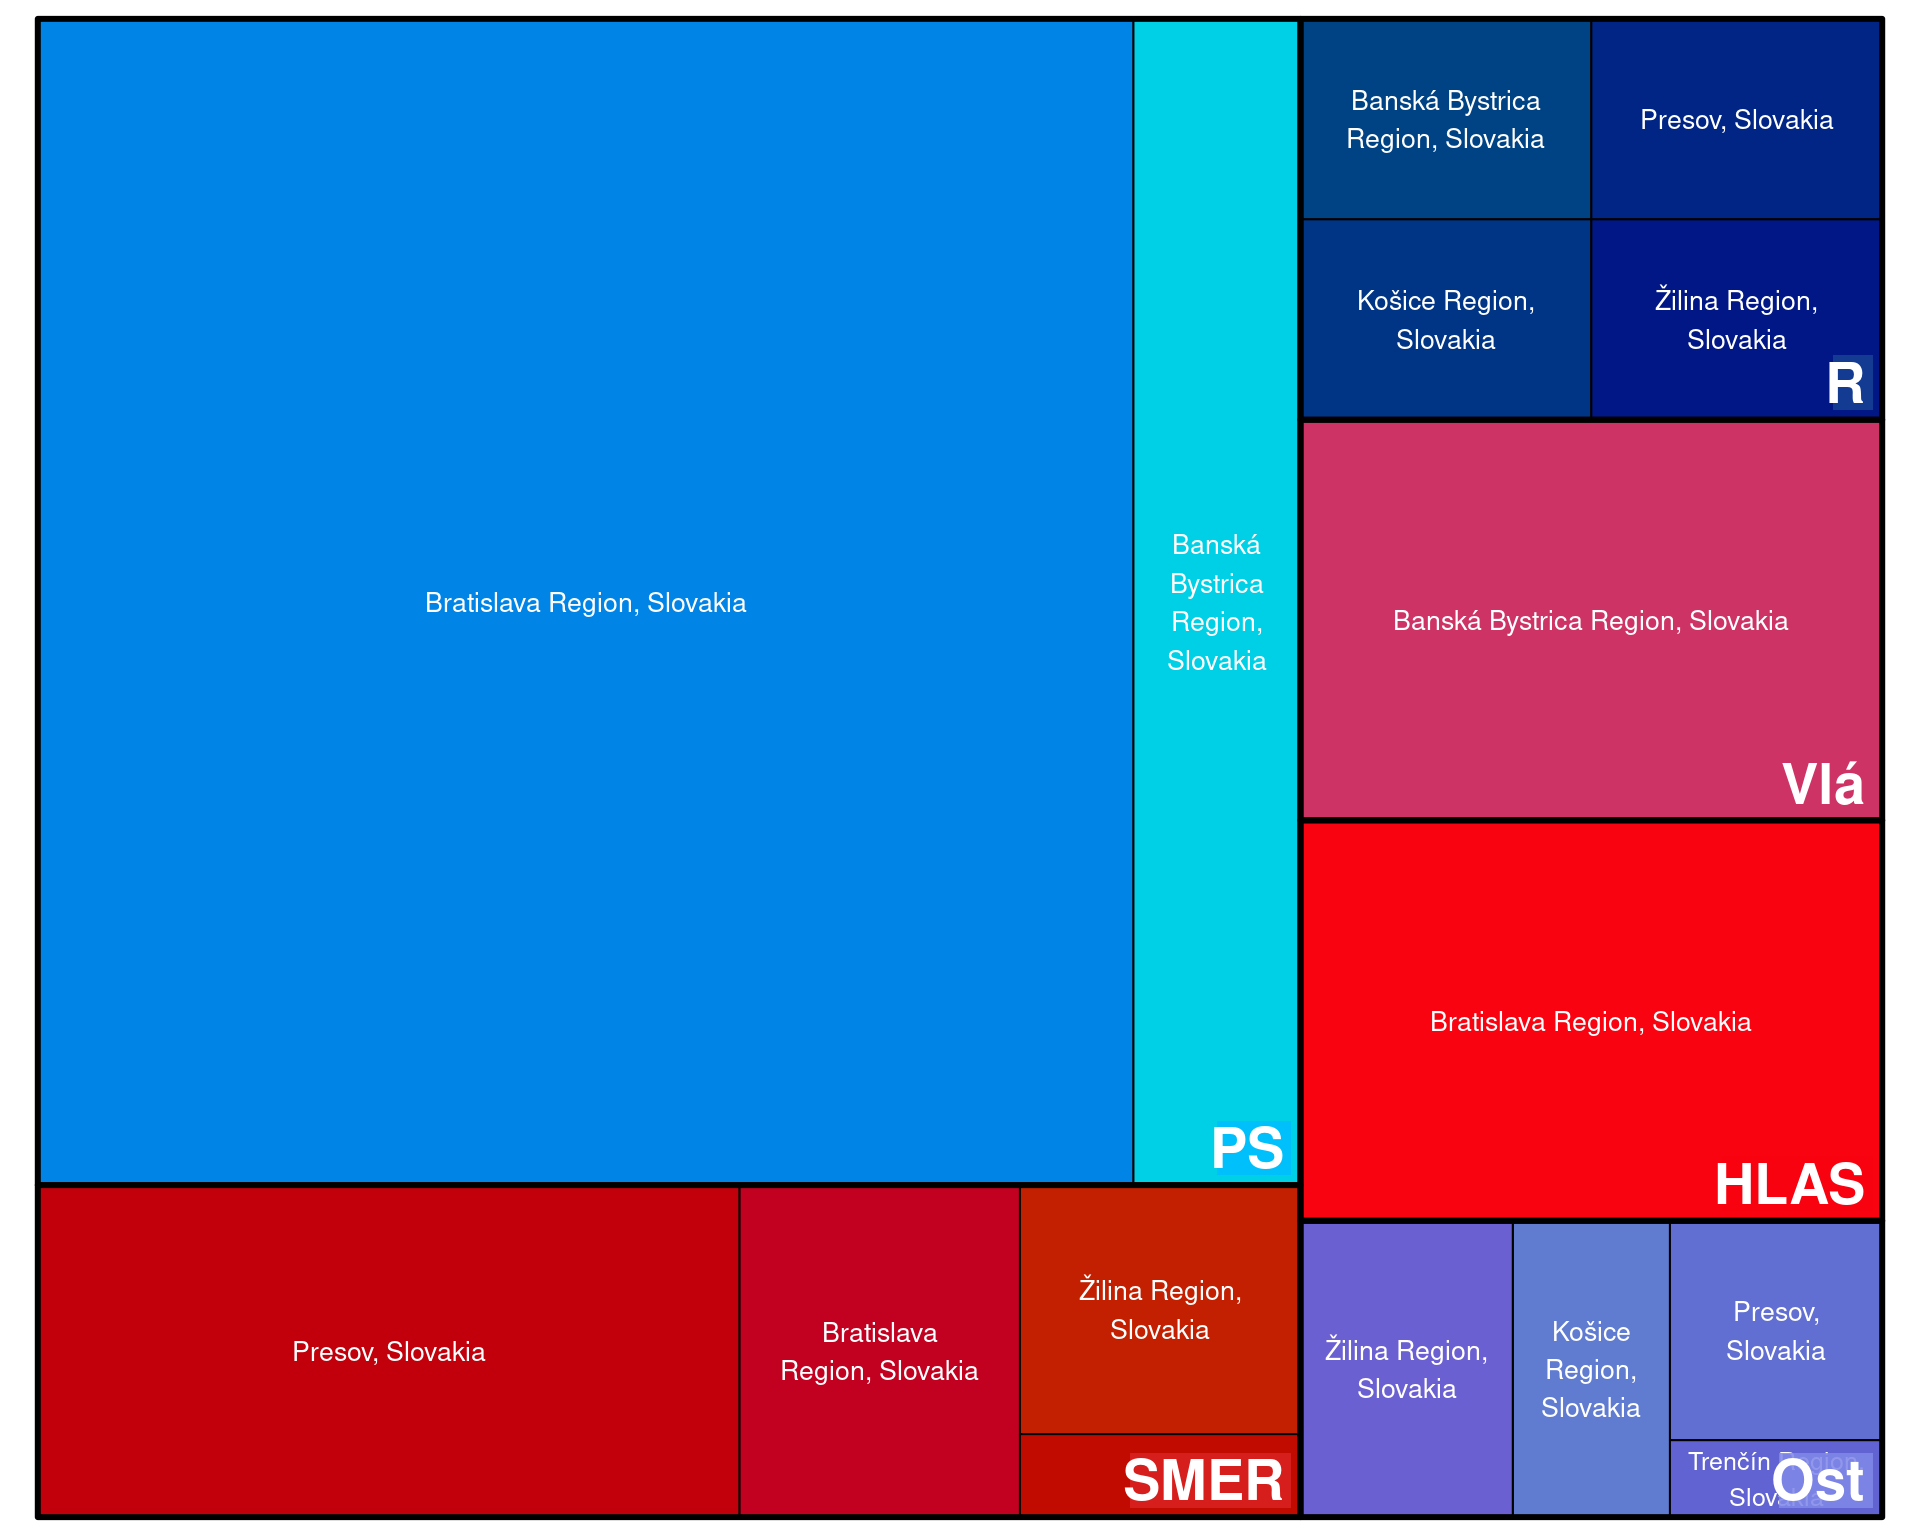 Bratislava Region, Slovakia
Banská
Bystrica
Region,
Slovakia
PS
Presov, Slovakia
Bratislava
Region, Slovakia
Žilina Region,
Slovakia
SMER
Banská Bystrica
Region, Slovakia
Presov, Slovakia
Košice Region,
Slovakia
Žilina Region,
Slovakia
R
Banská Bystrica Region, Slovakia
Vlá
Bratislava Region, Slovakia
HLAS
Žilina Region,
Slovakia
Košice
Region,
Slovakia
Presov,
Slovakia
Trenčín Region,
Slovakia
Ost